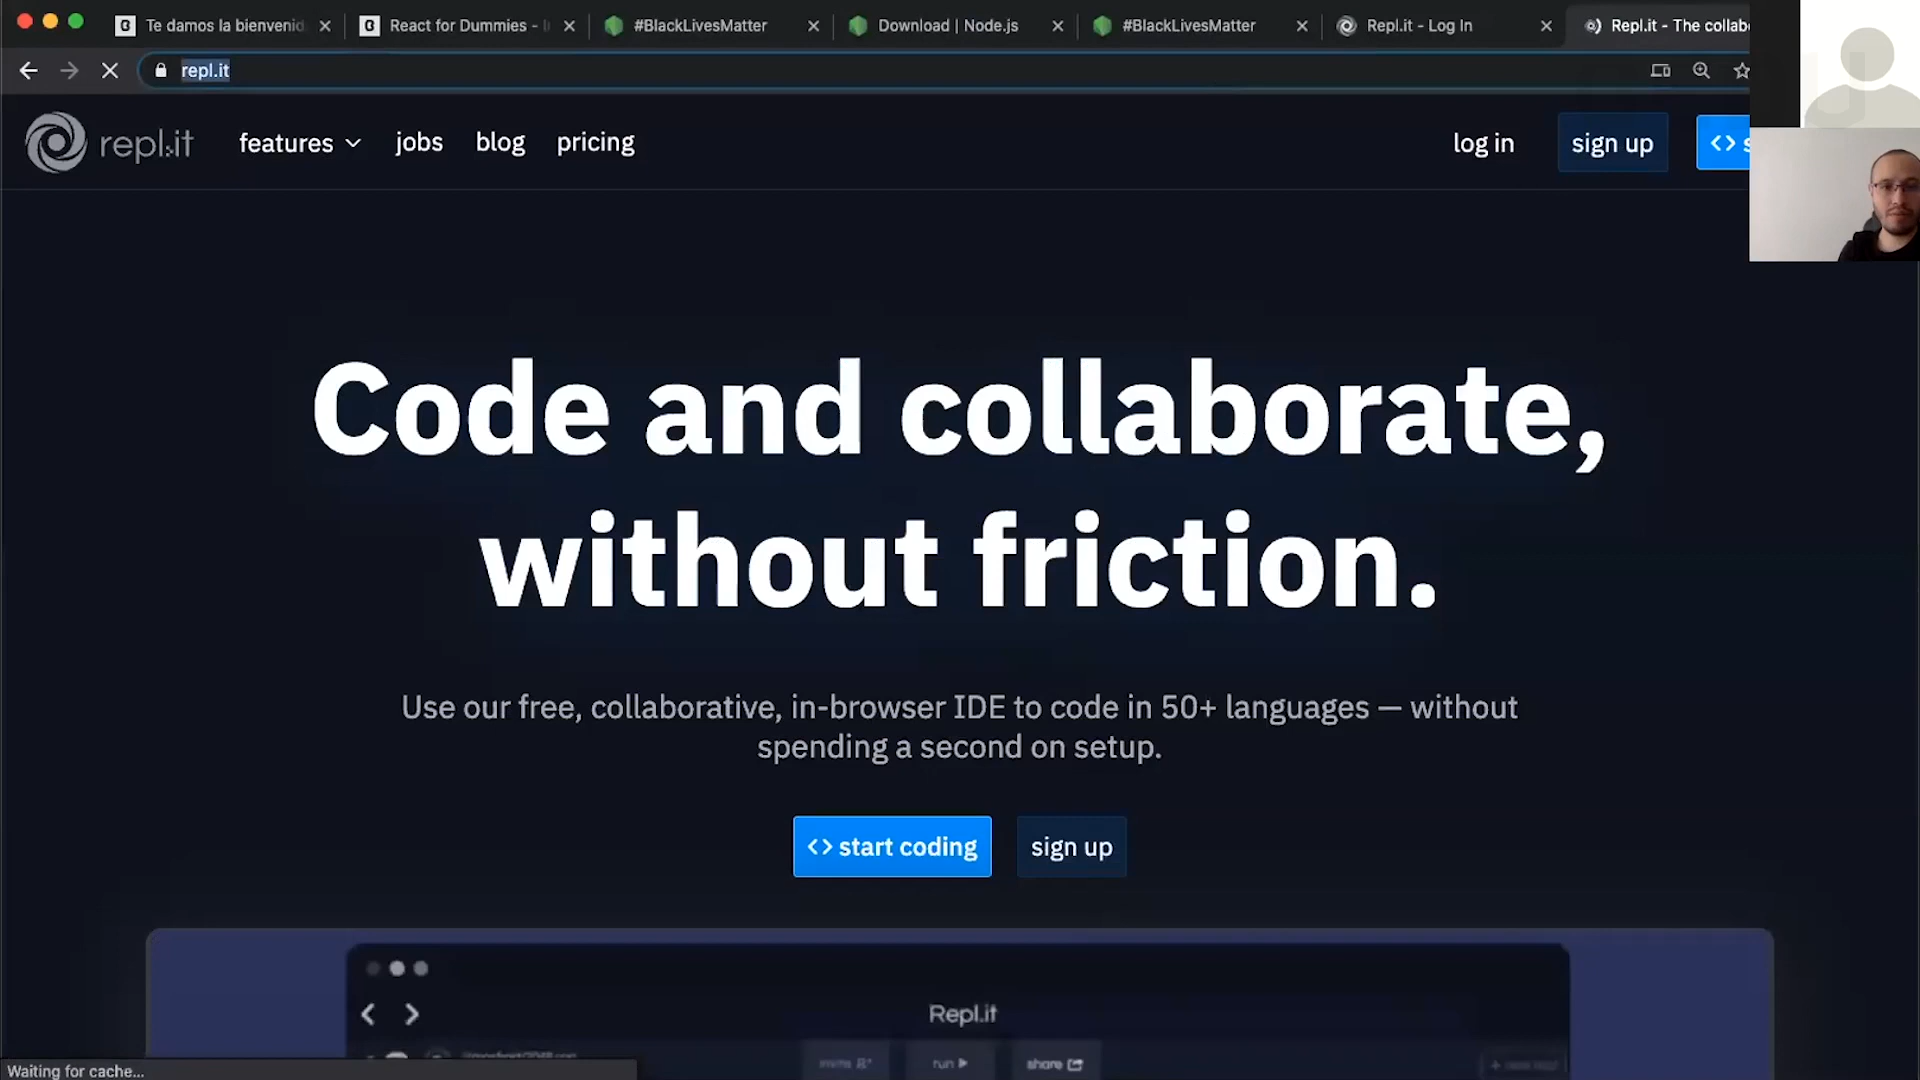 Te damos la bienvenid
React for Dummies -
#BlackLivesMatter
Download | Node.js
#BlackLivesMatter
Repl.it - Log In
Repl.it - The collab
repl.it
repl.it
features
jobs
blog
pricing
log in
sign up
<> s
Code and collaborate,
without friction.
Use our free, collaborative, in-browser IDE to code in 50+ languages — without
spending a second on setup.
<> start coding
sign up
Repl.it
invite
run
share
Waiting for cache...